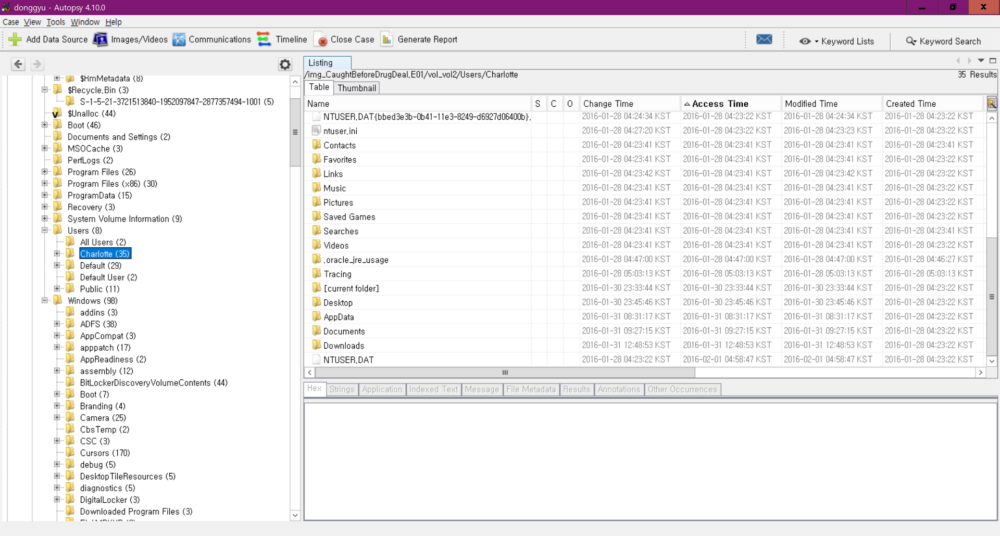 donggyu - Autopsy 4.10.0
Case View Tools Window Help
Add Data Source Images/Videos Communications Timeline Close Case Generate Report Keyword Lists Keyword Search
$RmMetadata (8)
$Recycle.Bin (3)
S-1-5-21-3721513840-1952097847-2877357494-1001 (5)
$Unalloc (44)
Boot (46)
Documents and Settings (2)
MSOCache (3)
PerfLogs (2)
Program Files (26)
Program Files (x86) (30)
ProgramData (15)
Recovery (3)
System Volume Information (9)
Users (8)
All Users (2)
Charlotte (35)
Default (29)
Default User (2)
Public (11)
Windows (98)
addins (3)
ADFS (38)
AppCompat (3)
apppatch (17)
AppReadiness (2)
assembly (12)
BitLockerDiscoveryVolumeContents (44)
Boot (7)
Branding (4)
Camera (25)
CbsTemp (2)
CSC (3)
Cursors (170)
debug (5)
DesktopTileResources (5)
diagnostics (5)
DigitalLocker (3)
Downloaded Program Files (3)
Listing
/img_CaughtBeforeDrugDeal.E01/vol_vol2/Users/Charlotte 35 Results
Table Thumbnail
Name S C O Change Time Access Time Modified Time Created Time
NTUSER.DAT{bbed3e3b-0b41-11e3-8249-d6927d06400b}. 2016-01-28 04:24:34 KST 2016-01-28 04:23:22 KST 2016-01-28 04:24:34 KST 2016-01-28 04:23:22 KST
ntuser.ini 2016-01-28 04:27:20 KST 2016-01-28 04:23:22 KST 2016-01-28 04:23:23 KST 2016-01-28 04:23:22 KST
Contacts 2016-01-28 04:23:41 KST 2016-01-28 04:23:41 KST 2016-01-28 04:23:41 KST 2016-01-28 04:23:41 KST
Favorites 2016-01-28 04:23:41 KST 2016-01-28 04:23:41 KST 2016-01-28 04:23:41 KST 2016-01-28 04:23:22 KST
Links 2016-01-28 04:23:42 KST 2016-01-28 04:23:41 KST 2016-01-28 04:23:42 KST 2016-01-28 04:23:22 KST
Music 2016-01-28 04:23:41 KST 2016-01-28 04:23:41 KST 2016-01-28 04:23:41 KST 2016-01-28 04:23:22 KST
Pictures 2016-01-28 04:23:41 KST 2016-01-28 04:23:41 KST 2016-01-28 04:23:41 KST 2016-01-28 04:23:22 KST
Saved Games 2016-01-28 04:23:41 KST 2016-01-28 04:23:41 KST 2016-01-28 04:23:41 KST 2016-01-28 04:23:22 KST
Searches 2016-01-28 04:23:41 KST 2016-01-28 04:23:41 KST 2016-01-28 04:23:41 KST 2016-01-28 04:23:41 KST
Videos 2016-01-28 04:23:41 KST 2016-01-28 04:23:41 KST 2016-01-28 04:23:41 KST 2016-01-28 04:23:22 KST
.oracle_jre_usage 2016-01-28 04:47:00 KST 2016-01-28 04:47:00 KST 2016-01-28 04:47:00 KST 2016-01-28 04:46:27 KST
Tracing 2016-01-28 05:03:13 KST 2016-01-28 05:03:13 KST 2016-01-28 05:03:13 KST 2016-01-28 05:03:13 KST
[current folder] 2016-01-30 23:33:44 KST 2016-01-30 23:33:44 KST 2016-01-30 23:33:44 KST 2016-01-28 04:23:22 KST
Desktop 2016-01-30 23:45:46 KST 2016-01-30 23:45:46 KST 2016-01-30 23:45:46 KST 2016-01-28 04:23:22 KST
AppData 2016-01-31 08:31:17 KST 2016-01-31 08:31:17 KST 2016-01-31 08:31:17 KST 2016-01-28 04:23:22 KST
Documents 2016-01-31 09:27:15 KST 2016-01-31 09:27:15 KST 2016-01-31 09:27:15 KST 2016-01-28 04:23:22 KST
Downloads 2016-01-31 12:48:53 KST 2016-01-31 12:48:53 KST 2016-01-31 12:48:53 KST 2016-01-28 04:23:22 KST
NTUSER.DAT 2016-01-28 04:23:22 KST 2016-02-01 04:58:47 KST 2016-02-01 04:58:47 KST 2016-01-28 04:23:22 KST
Hex Strings Application Indexed Text Message File Metadata Results Annotations Other Occurrences